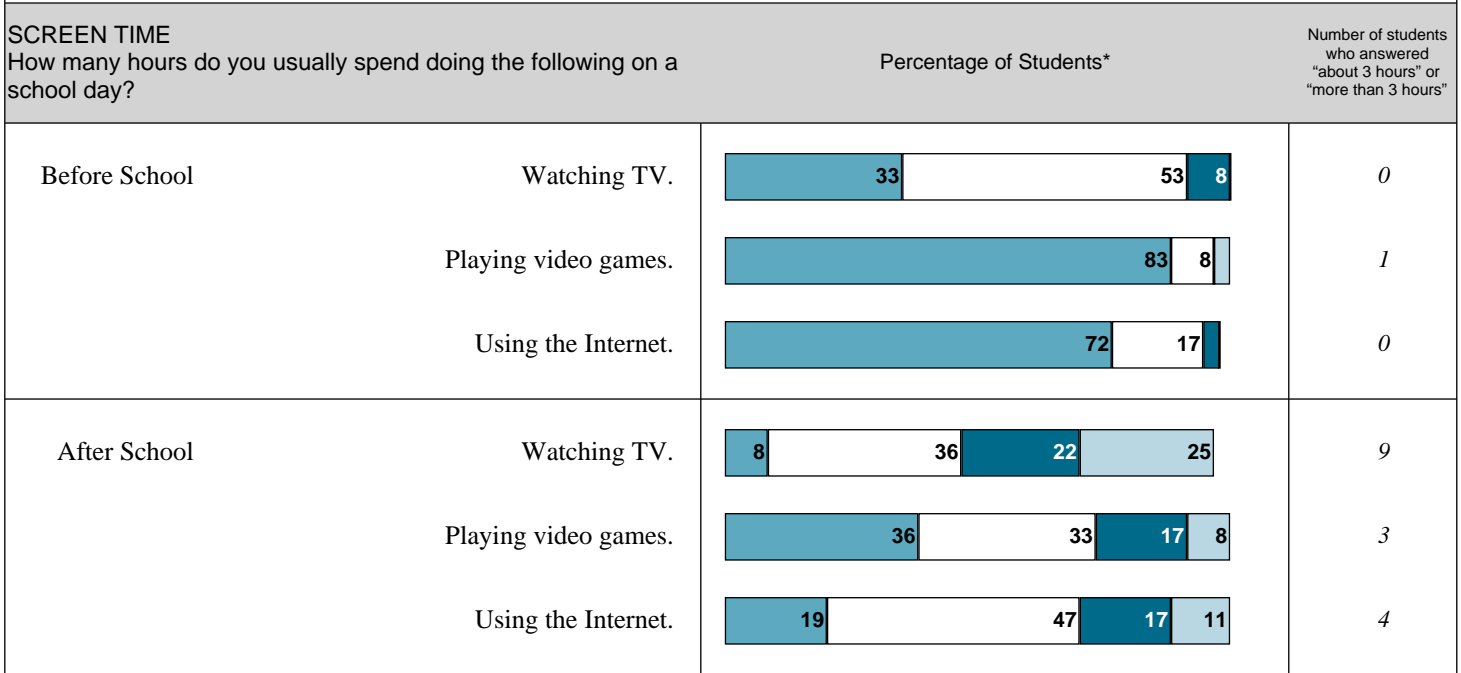 SCREEN TIME
How many hours do you usually spend doing the following on a
school day?
Percentage of Students*
Number of students
who answered
“about 3 hours” or
“more than 3 hours”
Before School
Watching TV.
33 53 8
0
Playing video games.
83 8
1
Using the Internet.
72 17
0
After School
Watching TV.
8 36 22 25
9
Playing video games.
36 33 17 8
3
Using the Internet.
19 47 17 11
4